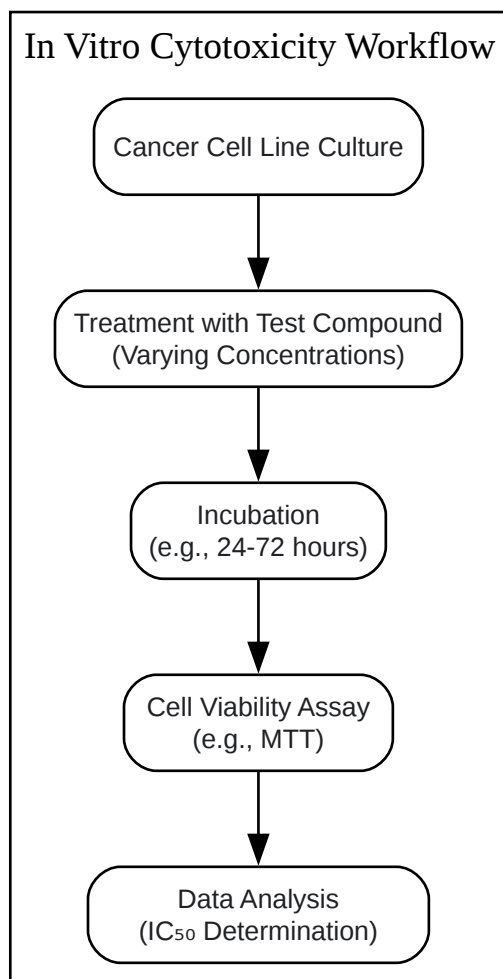 In Vitro Cytotoxicity Workflow
Cancer Cell Line Culture
Treatment with Test Compound
(Varying Concentrations)
Incubation
(e.g., 24-72 hours)
Cell Viability Assay
(e.g., MTT)
Data Analysis
(IC₅₀ Determination)